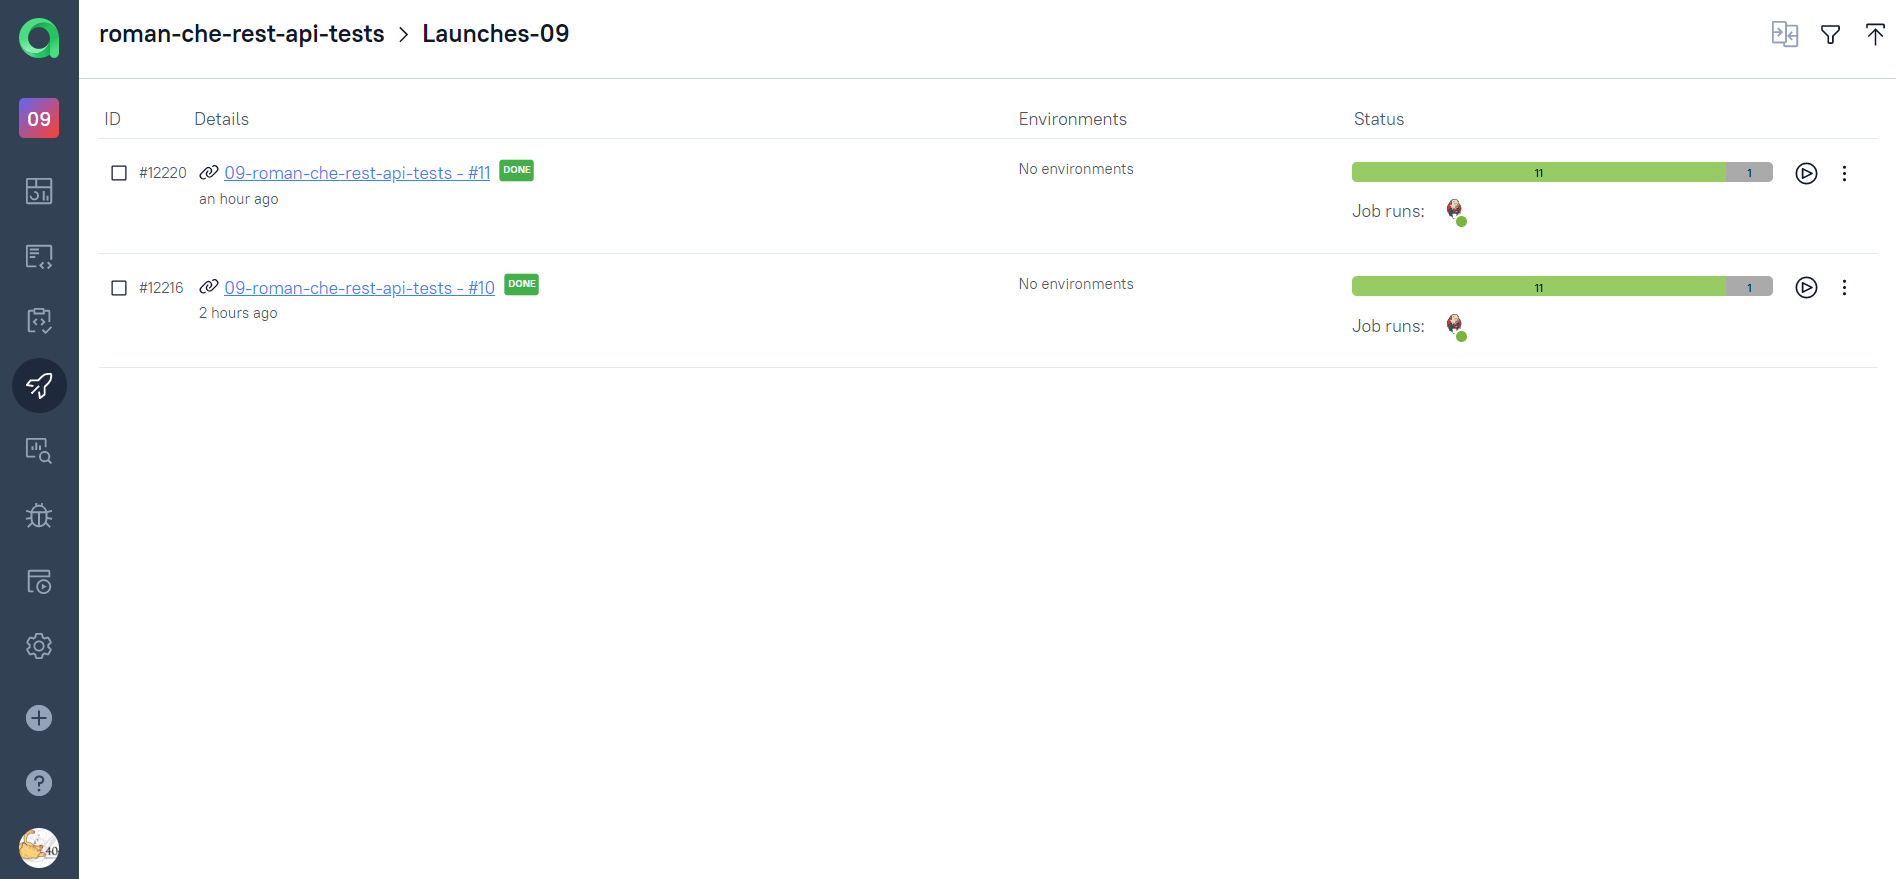 roman-che-rest-api-tests > Launches-09
09
ID Details Environments Status
#12220 09-roman-che-rest-api-tests - #11 DONE No environments 11 1
an hour ago
Job runs:
#12216 09-roman-che-rest-api-tests - #10 DONE No environments 11 1
2 hours ago
Job runs:
?
40